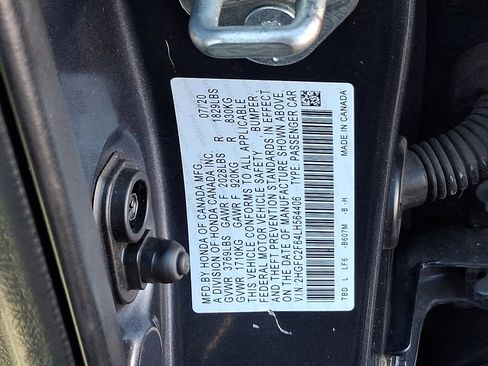 MFD BY HONDA OF CANADA MFG., 07/20
A DIVISION OF HONDA CANADA INC.
GVWR 3769LBS GAWR F 2028LBS R 1829LBS
GVWR 1710KG GAWR F 920KG R 830KG
THIS VEHICLE CONFORMS TO ALL APPLICABLE
FEDERAL MOTOR VEHICLE SAFETY, BUMPER,
AND THEFT PREVENTION STANDARDS IN EFFECT
ON THE DATE OF MANUFACTURE SHOWN ABOVE.
V.I.N.:2HGFC2F64LH564406 TYPE:PASSENGER CAR
TBD L LF6 -B607M -B -H MADE IN CANADA